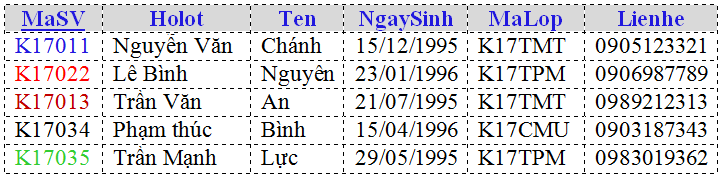 MaSV Holot Ten NgaySinh MaLop Lienhe
K17011 Nguyễn Văn Chánh 15/12/1995 K17TMT 0905123321
K17022 Lê Bình Nguyên 23/01/1996 K17TPM 0906987789
K17013 Trần Văn An 21/07/1995 K17TMT 0989212313
K17034 Phạm thúc Bình 15/04/1996 K17CMU 0903187343
K17035 Trần Mạnh Lực 29/05/1995 K17TPM 0983019362